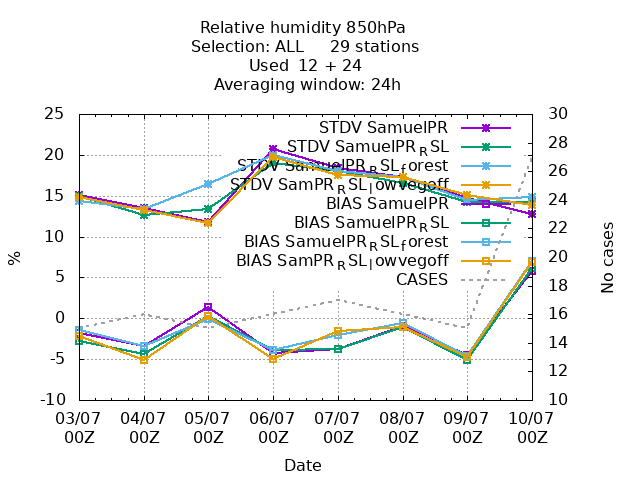 Relative humidity 850hPa
Selection: ALL 29 stations
Used 12 + 24
Averaging window: 24h
25 30
STDV SamuelPR
28
STDV SamuelPR_RSL
20
STDV SamuelPR_RSL_forest
26
STDV SamPR_RSL_lowvegoff
15 24
BIAS SamuelPR
BIAS SamuelPR_RSL
10 22
BIAS SamuelPR_RSL_forest
% No cases
BIAS SamPR_RSL_lowvegoff
20
5
CASES
18
0 16
14
-5
12
-10 10
03/07 04/07 05/07 06/07 07/07 08/07 09/07 10/07
00Z 00Z 00Z 00Z 00Z 00Z 00Z 00Z
Date